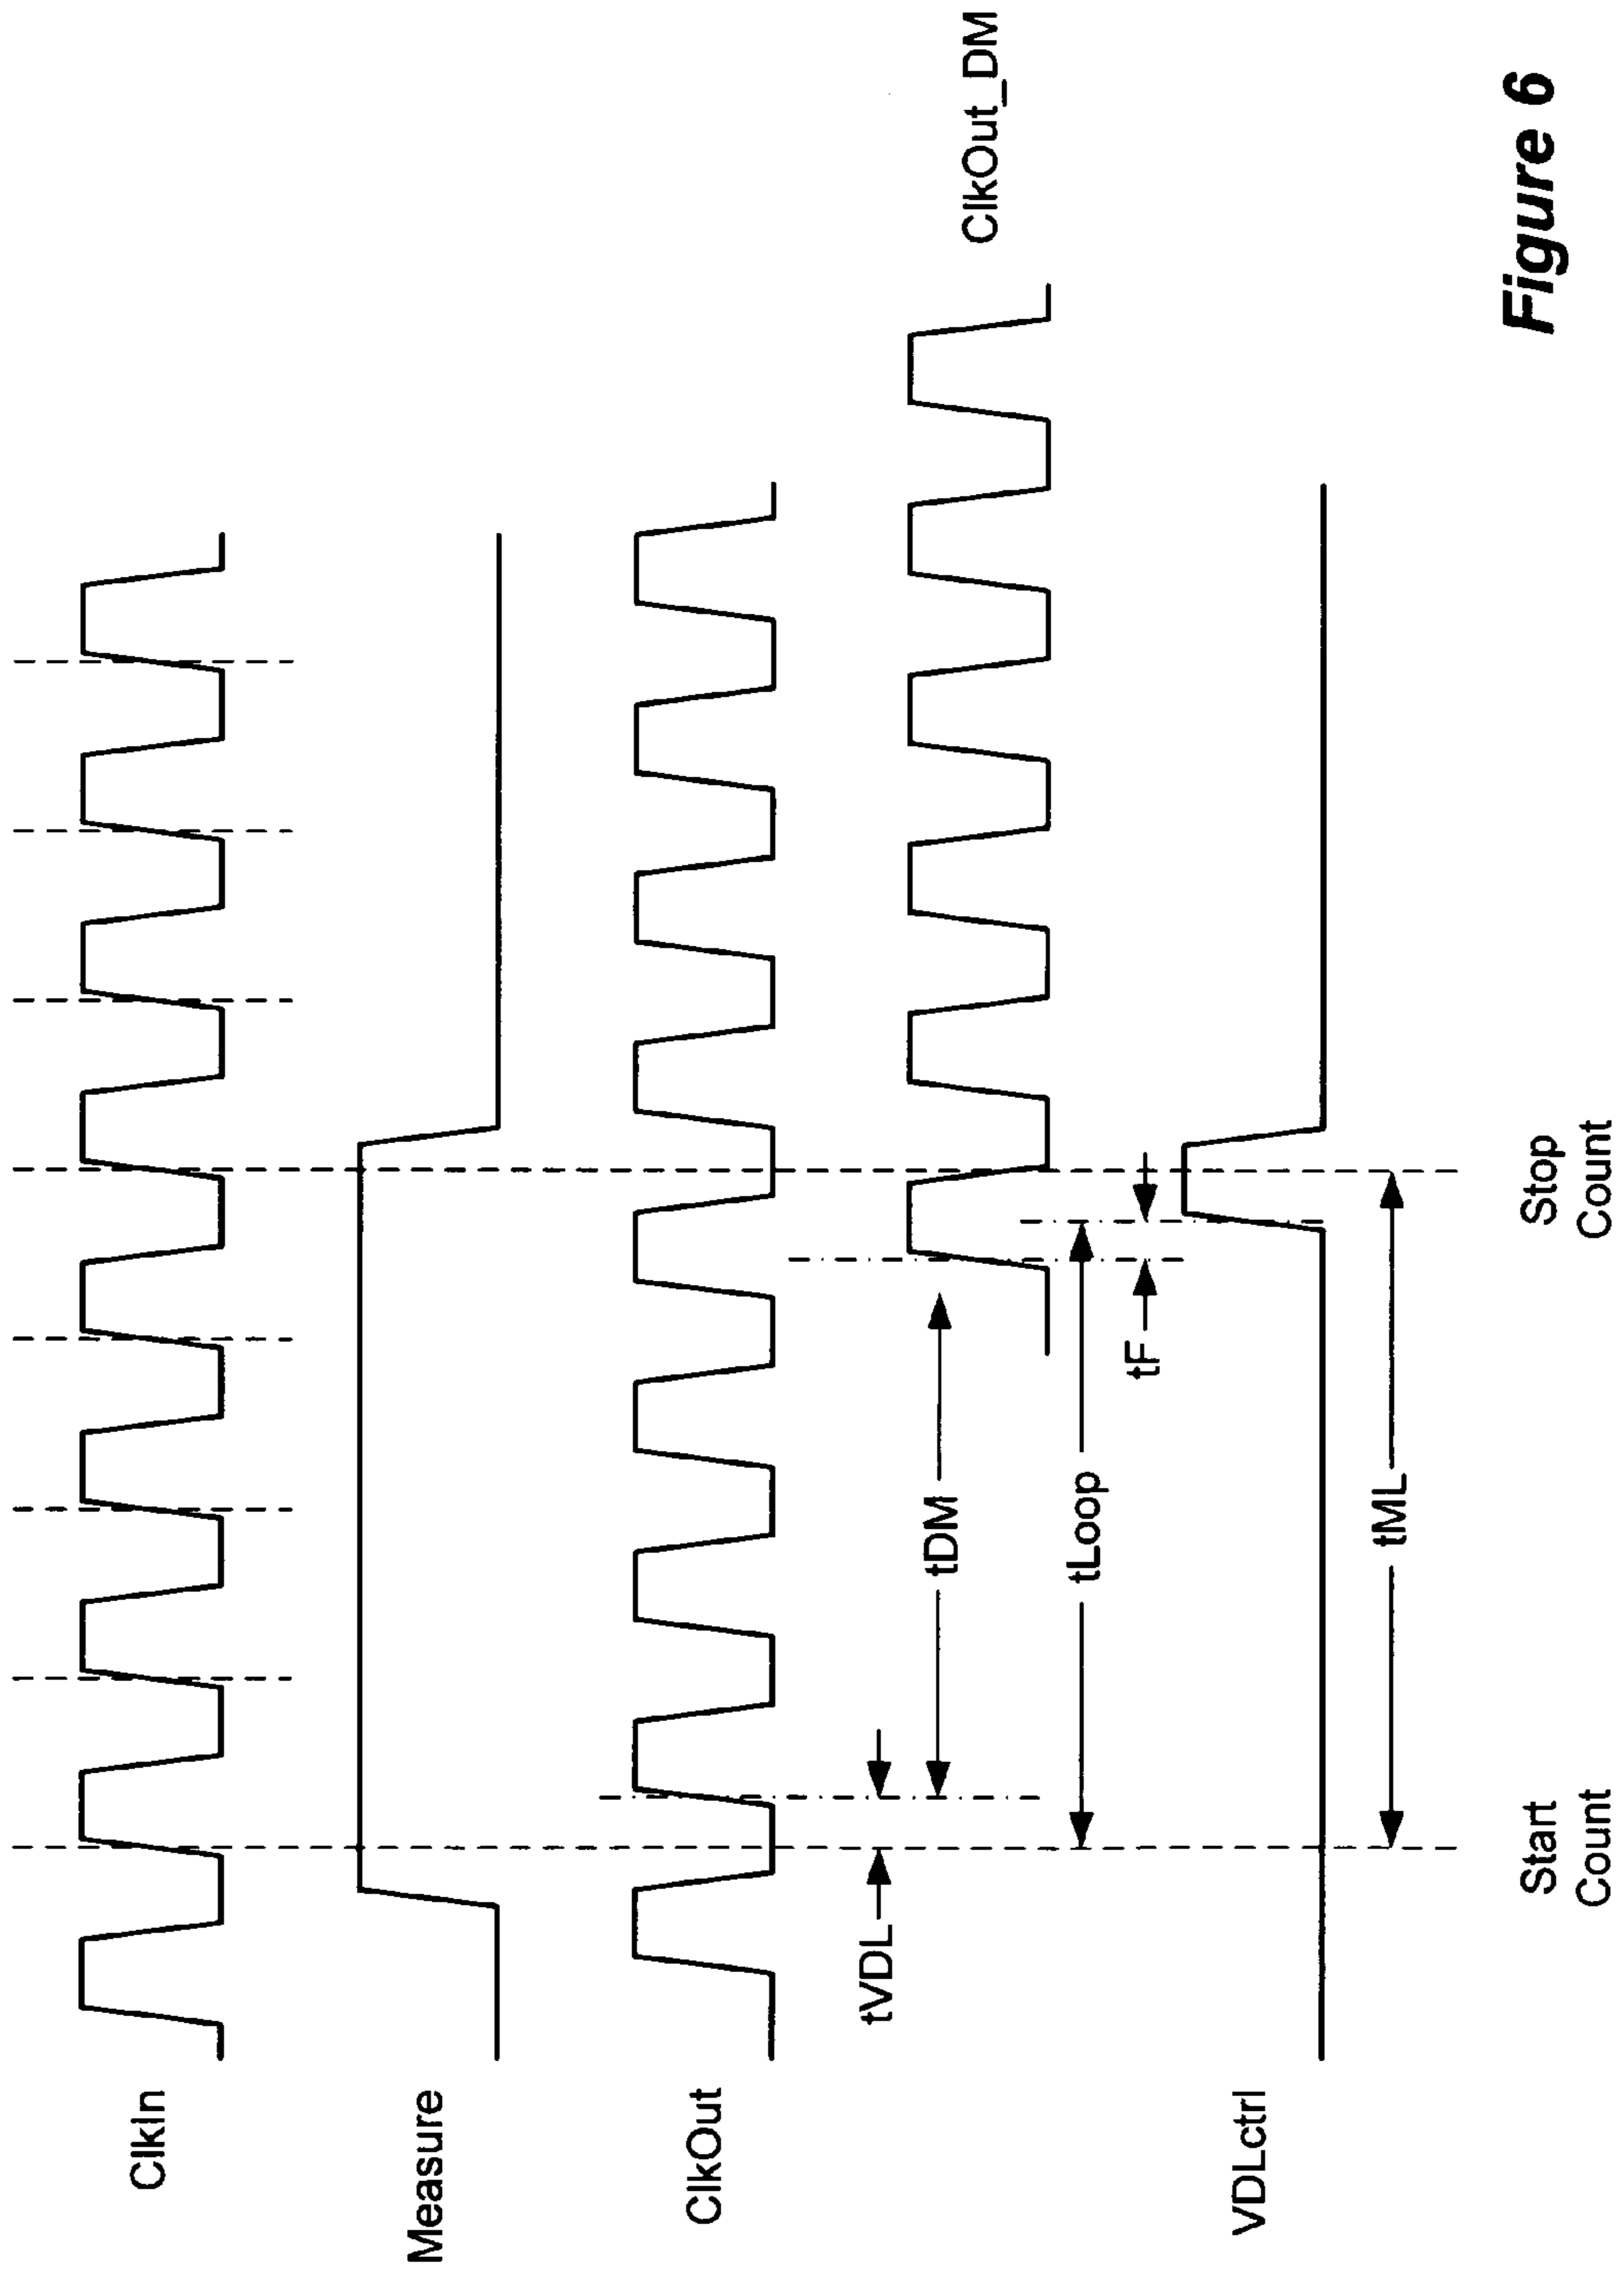 ClkIn
Measure
ClkOut
ClkOut_DM
tVDL
tDM
tLoop
tF
VDLctrl
tML
Start
Count
Stop
Count
Figure 6